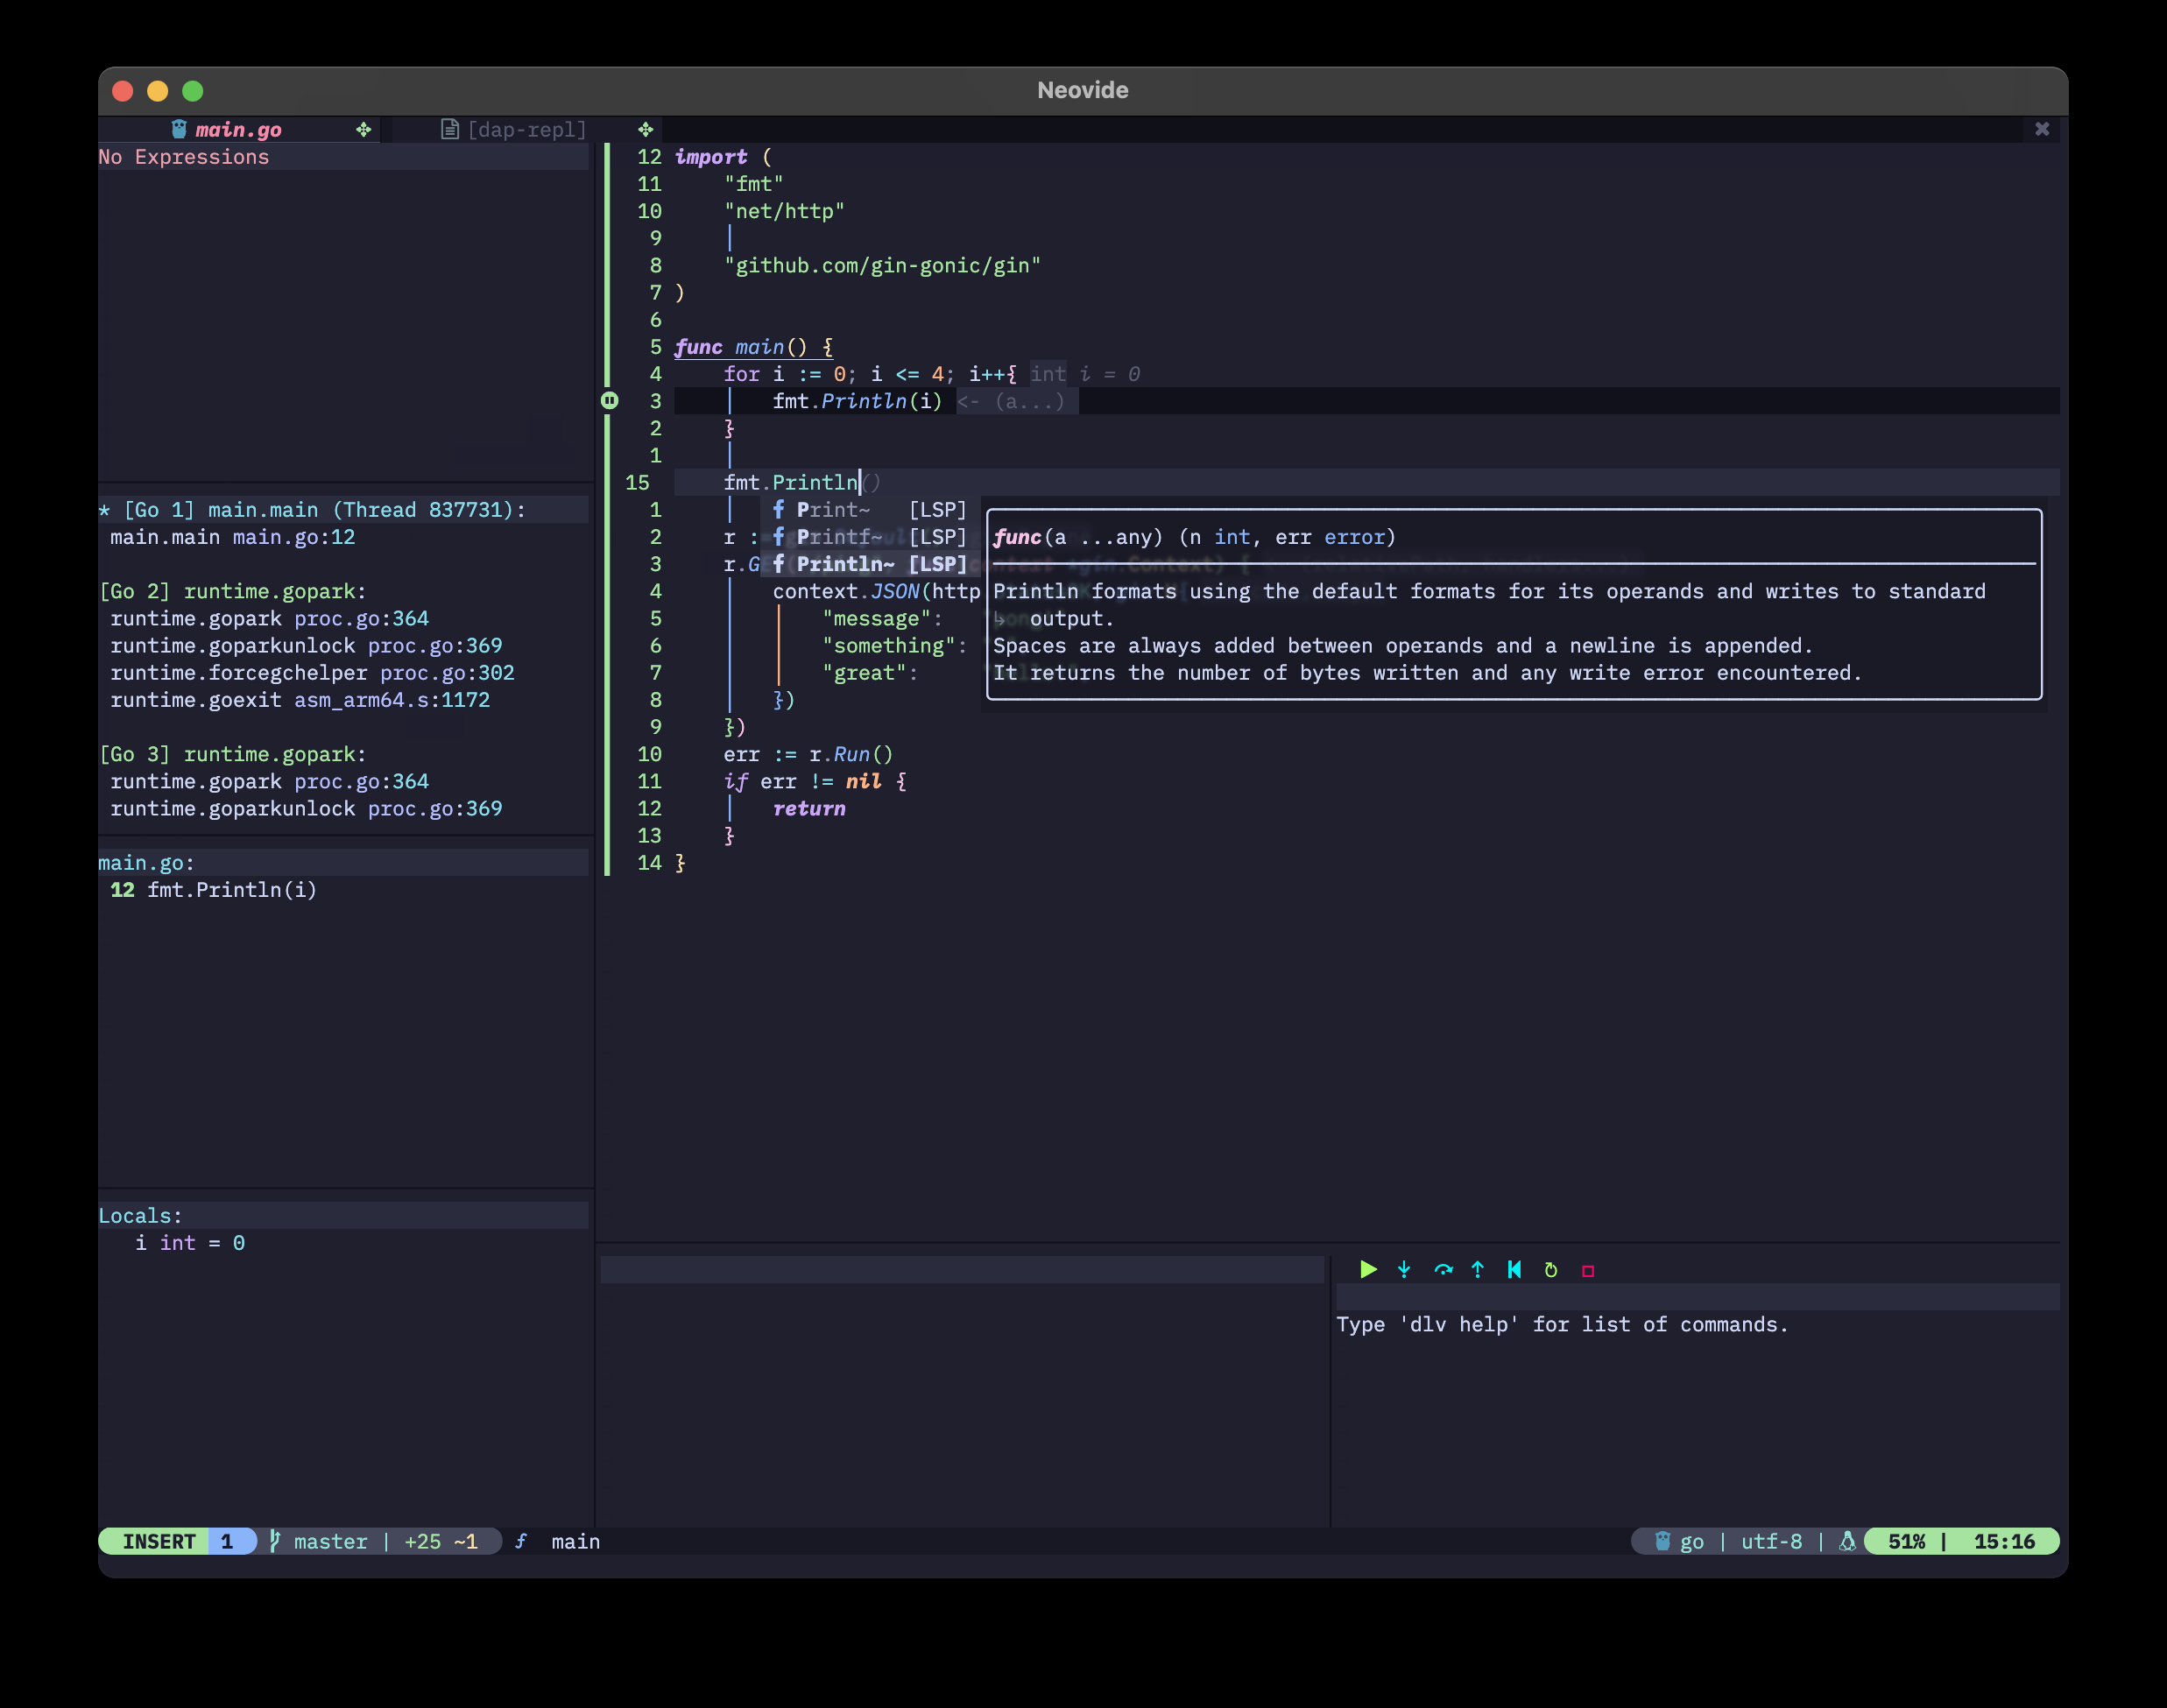 Neovide
main.go
[dap-repl]
No Expressions
* [Go 1] main.main (Thread 837731):
main.main main.go:12
[Go 2] runtime.gopark:
runtime.gopark proc.go:364
runtime.goparkunlock proc.go:369
runtime.forcegchelper proc.go:302
runtime.goexit asm_arm64.s:1172
[Go 3] runtime.gopark:
runtime.gopark proc.go:364
runtime.goparkunlock proc.go:369
main.go:
12 fmt.Println(i)
Locals:
i int = 0
12 import (
11 "fmt"
10 "net/http"
9
8 "github.com/gin-gonic/gin"
7 )
6
5 func main() {
4 for i := 0; i <= 4; i++{ int i = 0
3 fmt.Println(i) <- (a...)
2 }
1
15 fmt.Println()
1
2 r :=
3 r.G
4 context.JSON(http
5 "message":
6 "something":
7 "great":
8 })
9 })
10 err := r.Run()
11 if err != nil {
12 return
13 }
14 }
f Print~ [LSP]
f Printf~ [LSP]
f Println~ [LSP]
func(a ...any) (n int, err error)
Println formats using the default formats for its operands and writes to standard
↳ output.
Spaces are always added between operands and a newline is appended.
It returns the number of bytes written and any write error encountered.
Type 'dlv help' for list of commands.
INSERT 1 master | +25 ~1 f main
go | utf-8 | 51% | 15:16